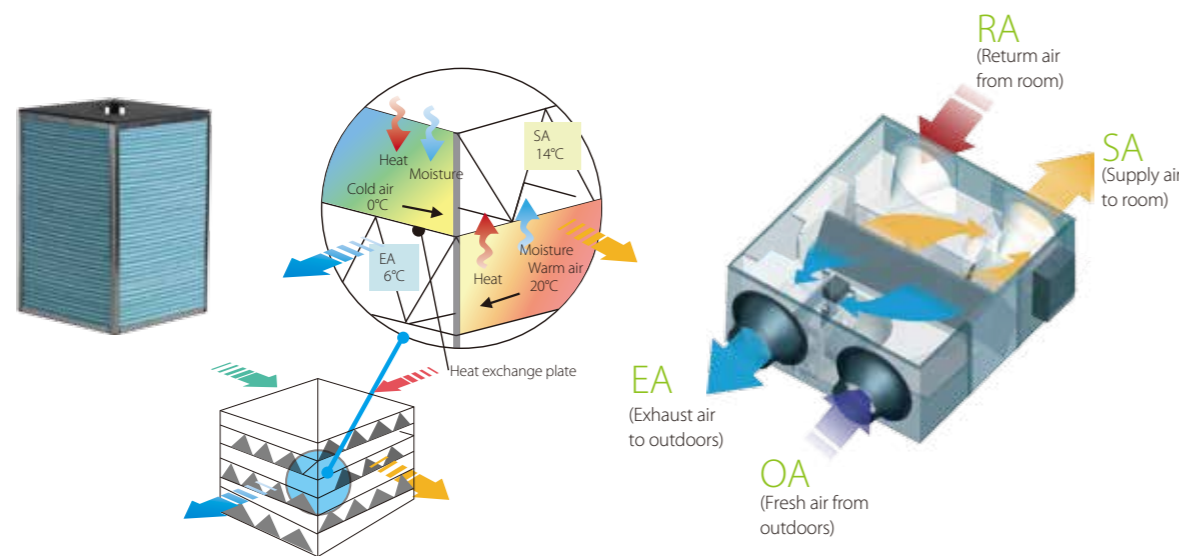 RA
(Returm air
from room)
SA
(Supply air
to room)
SA
14°C
Heat
Moisture
Cold air
0°C
EA
6°C
Moisture
Warm air
20°C
Heat
Heat exchange plate
EA
(Exhaust air
to outdoors)
OA
(Fresh air from
outdoors)